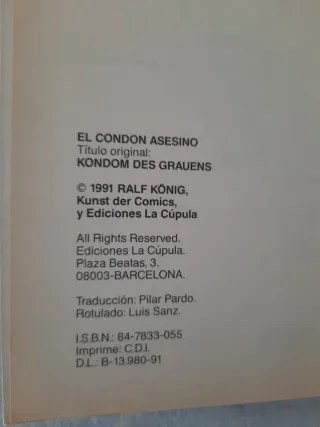 EL CONDON ASESINO
Título original:
KONDOM DES GRAUENS
© 1991 RALF KÖNIG,
Kunst der Comics,
y Ediciones La Cúpula
All Rights Reserved.
Ediciones La Cúpula.
Plaza Beatas, 3.
08003-BARCELONA.
Traducción: Pilar Pardo.
Rotulado: Luis Sanz.
I.S.B.N.: 84-7833-055
Imprime: C.D.I.
D.L.: B-13.980-91